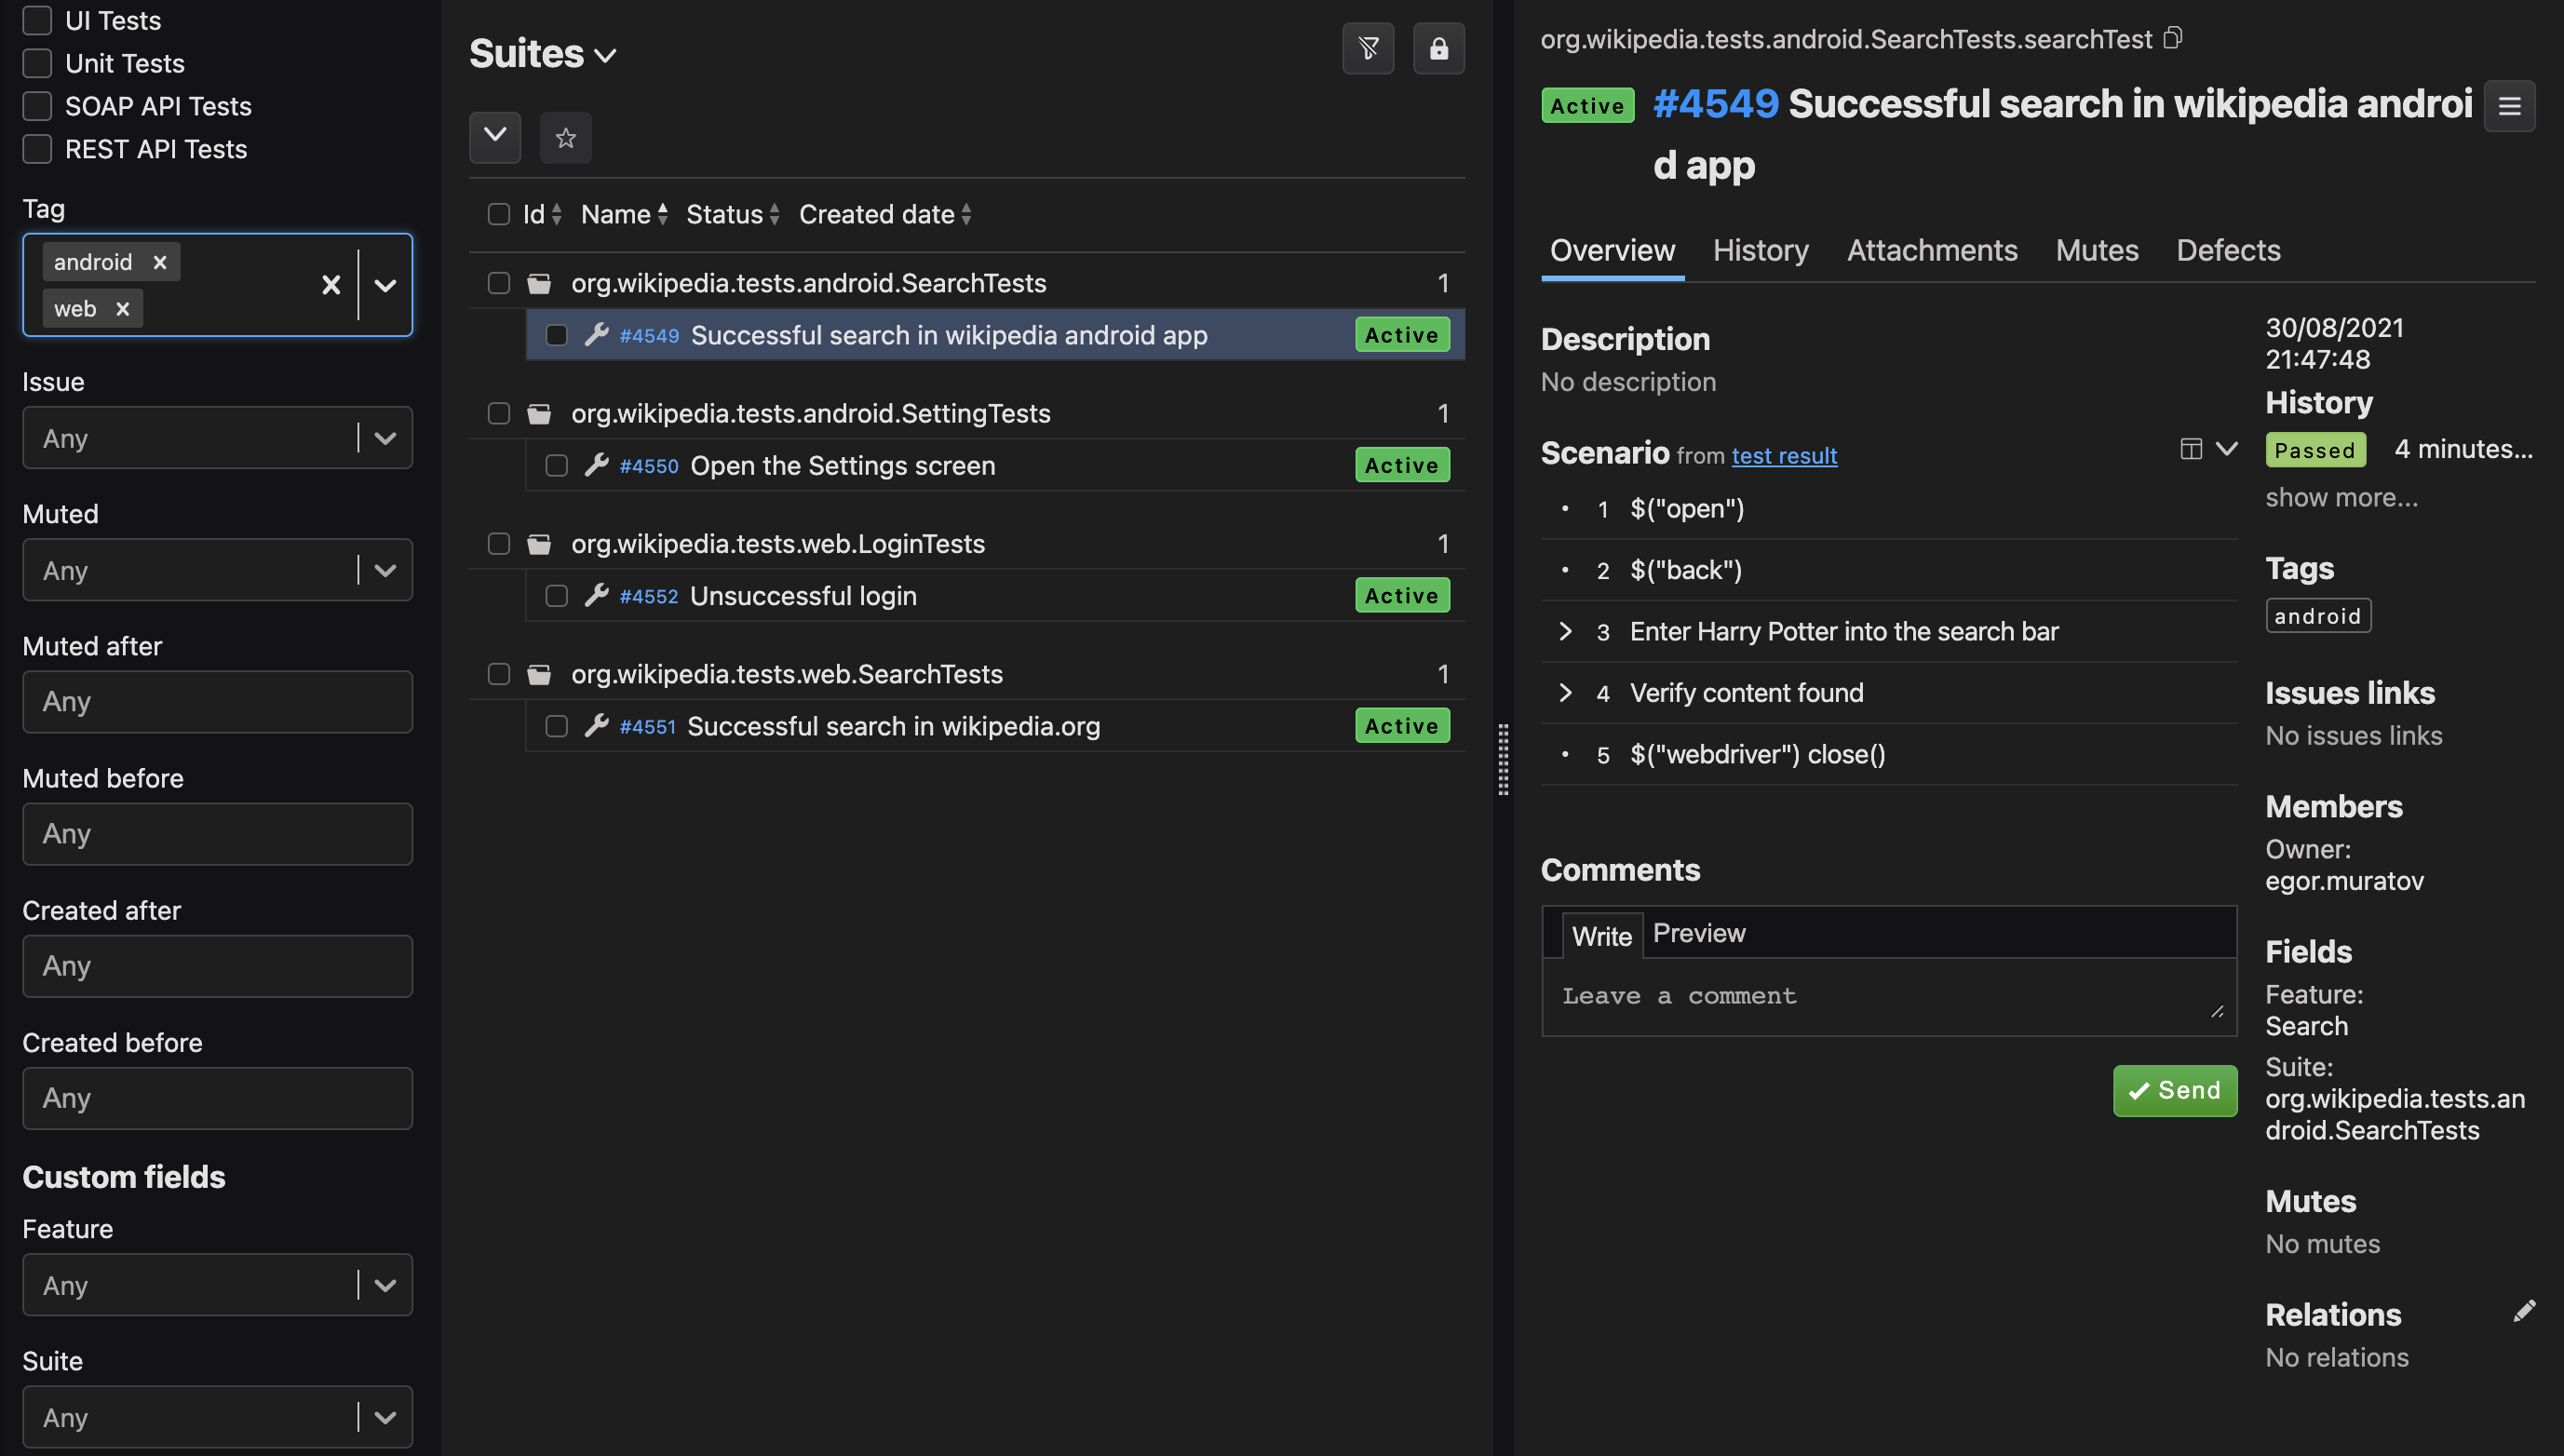 UI Tests
Unit Tests
SOAP API Tests
REST API Tests
Tag
android
web
Issue
Any
Muted
Any
Muted after
Any
Muted before
Any
Created after
Any
Created before
Any
Custom fields
Feature
Any
Suite
Any
Suites
Id Name Status Created date
org.wikipedia.tests.android.SearchTests 1
#4549 Successful search in wikipedia android app Active
org.wikipedia.tests.android.SettingTests 1
#4550 Open the Settings screen Active
org.wikipedia.tests.web.LoginTests 1
#4552 Unsuccessful login Active
org.wikipedia.tests.web.SearchTests 1
#4551 Successful search in wikipedia.org Active
org.wikipedia.tests.android.SearchTests.searchTest
Active #4549 Successful search in wikipedia androi
d app
Overview History Attachments Mutes Defects
Description
No description
Scenario from test result
1 $("open")
2 $("back")
3 Enter Harry Potter into the search bar
4 Verify content found
5 $("webdriver") close()
Comments
Write Preview
Leave a comment
Send
30/08/2021
21:47:48
History
Passed 4 minutes...
show more...
Tags
android
Issues links
No issues links
Members
Owner:
egor.muratov
Fields
Feature:
Search
Suite:
org.wikipedia.tests.an
droid.SearchTests
Mutes
No mutes
Relations
No relations